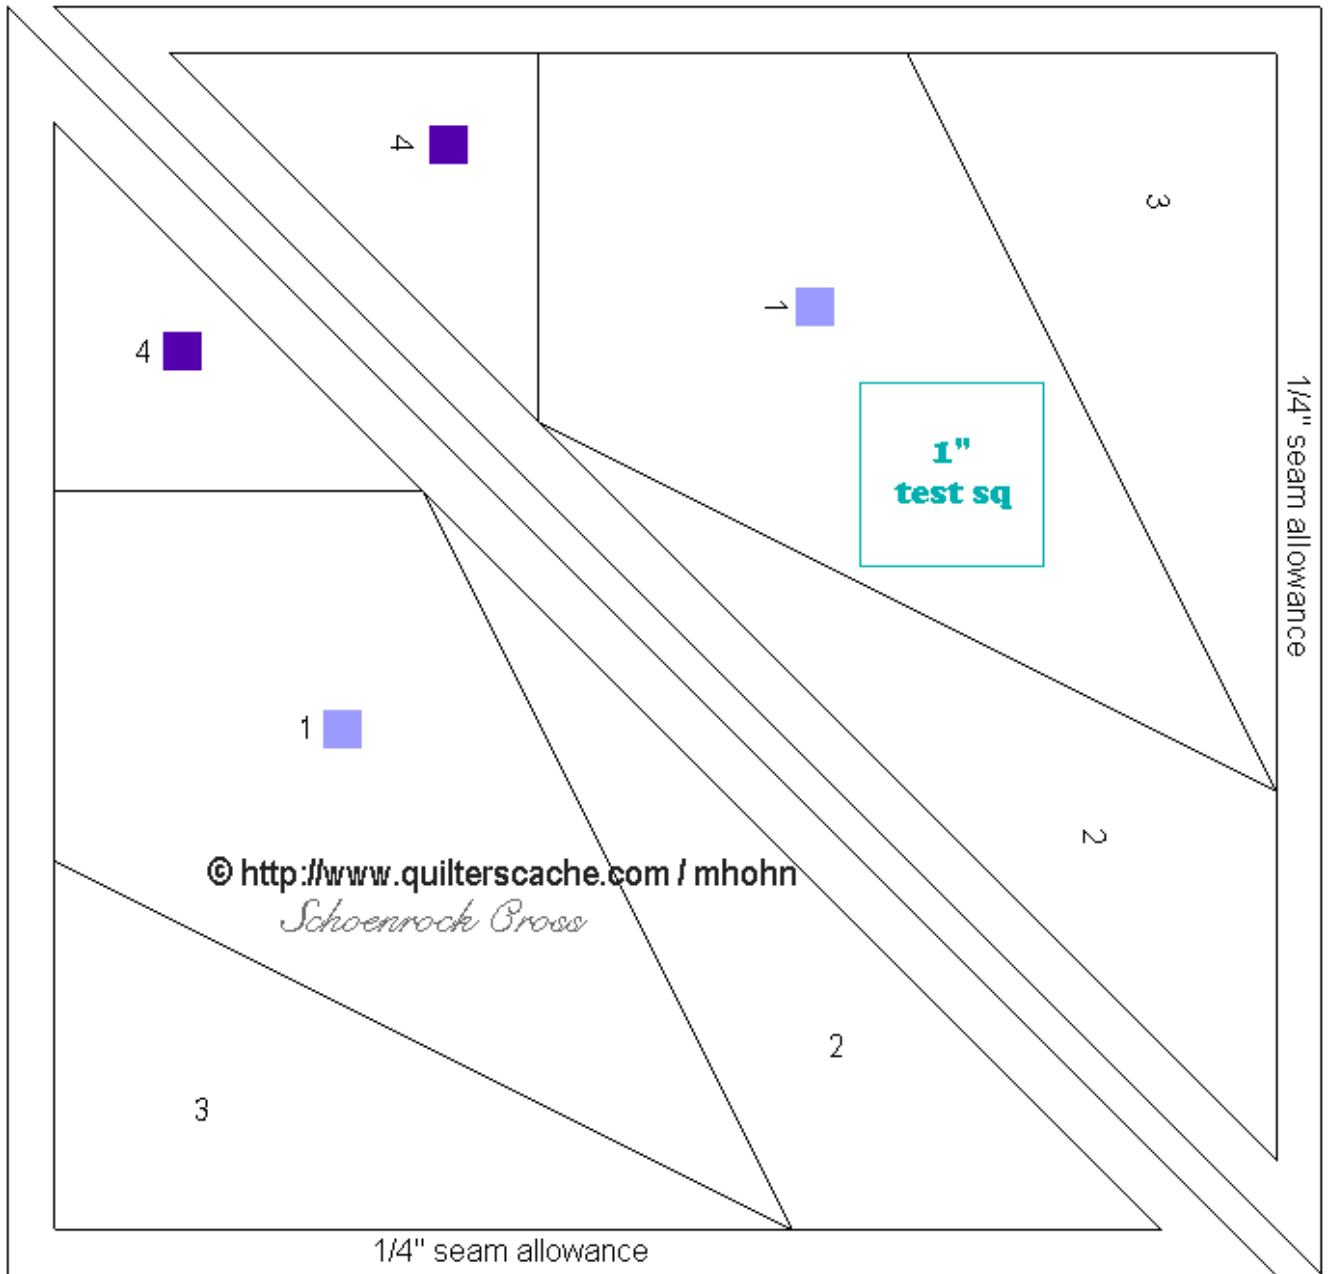 4
3
1
4
1"
test sq
1/4" seam allowance
1
2
© http://www.quilterscache.com / mhohn
Schoenrock Cross
2
3
1/4" seam allowance